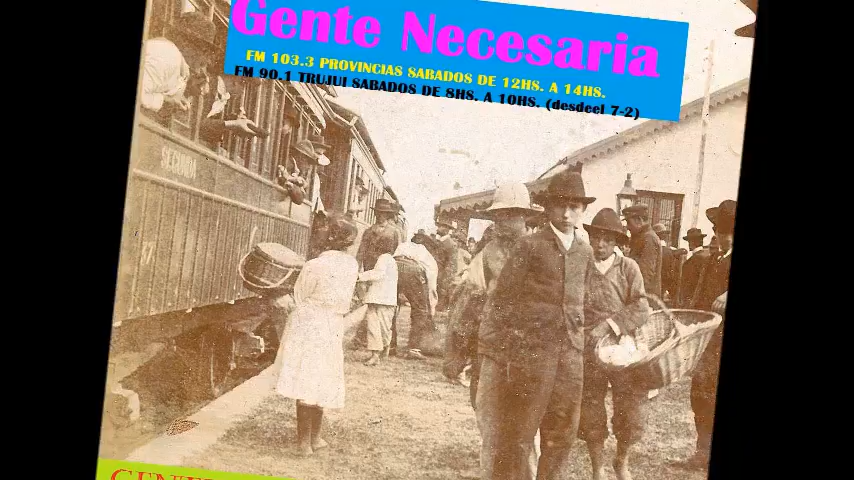 Gente Necesaria
FM 103.3 PROVINCIAS SABADOS DE 12HS. A 14HS.
FM 90.1 TRUJUI SABADOS DE 8HS. A 10HS. (desdeel 7-2)
SEGUNDA